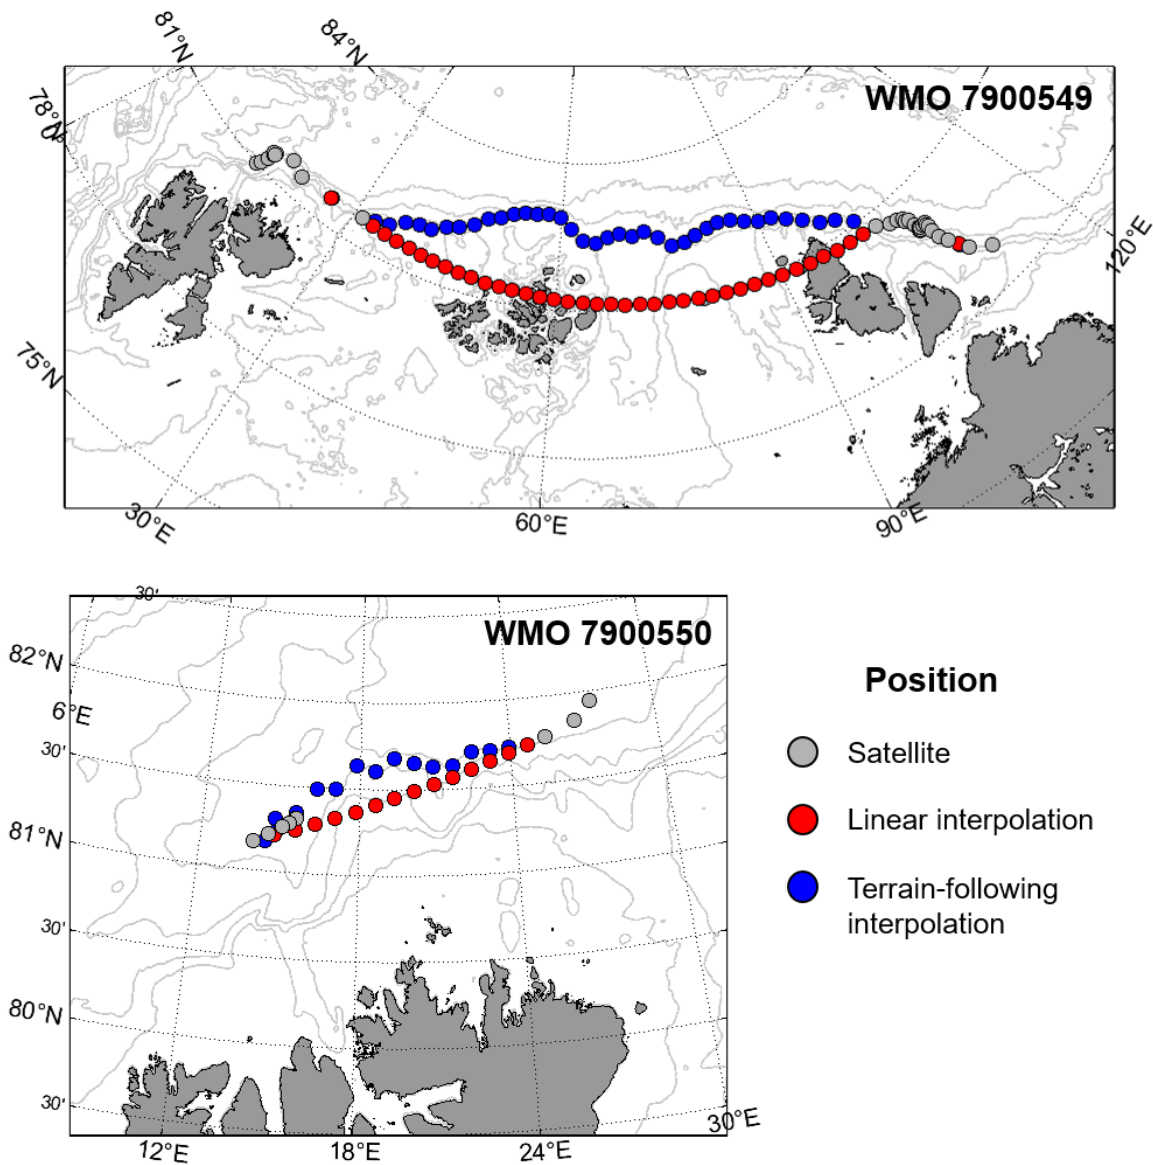 81°N
84°N
78°N
0°
WMO 7900549
120°E
75°N
30°E
60°E
90°E
30'
WMO 7900550
82°N
6°E
30'
81°N
30'
80°N
30'
30°E
12°E
18°E
24°E
Position
Satellite
Linear interpolation
Terrain-following
interpolation